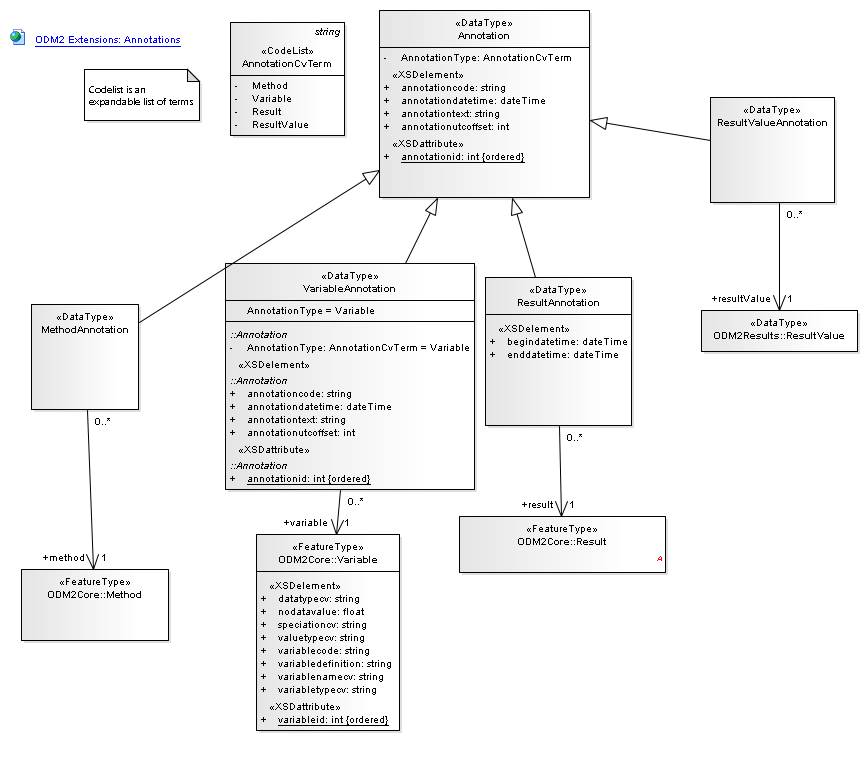 ODM2 Extensions: Annotations
Codelist is an
expandable list of terms
string
«CodeList»
AnnotationCvTerm
- Method
- Variable
- Result
- ResultValue
«DataType»
Annotation
- AnnotationType: AnnotationCvTerm
«XSDelement»
+ annotationcode: string
+ annotationdatetime: dateTime
+ annotationtext: string
+ annotationutcoffset: int
«XSDattribute»
+ annotationid: int {ordered}
«DataType»
ResultValueAnnotation
0..*
+resultValue 1
«DataType»
ODM2Results::ResultValue
«DataType»
MethodAnnotation
0..*
+method 1
«FeatureType»
ODM2Core::Method
«DataType»
VariableAnnotation
AnnotationType = Variable
::Annotation
- AnnotationType: AnnotationCvTerm = Variable
«XSDelement»
::Annotation
+ annotationcode: string
+ annotationdatetime: dateTime
+ annotationtext: string
+ annotationutcoffset: int
«XSDattribute»
::Annotation
+ annotationid: int {ordered}
0..*
+variable 1
«FeatureType»
ODM2Core::Variable
«XSDelement»
+ datatypecv: string
+ nodatavalue: float
+ speciationcv: string
+ valuetypecv: string
+ variablecode: string
+ variabledefinition: string
+ variablenamecv: string
+ variabletypecv: string
«XSDattribute»
+ variableid: int {ordered}
«DataType»
ResultAnnotation
«XSDelement»
+ begindatetime: dateTime
+ enddatetime: dateTime
0..*
+result 1
«FeatureType»
ODM2Core::Result
A